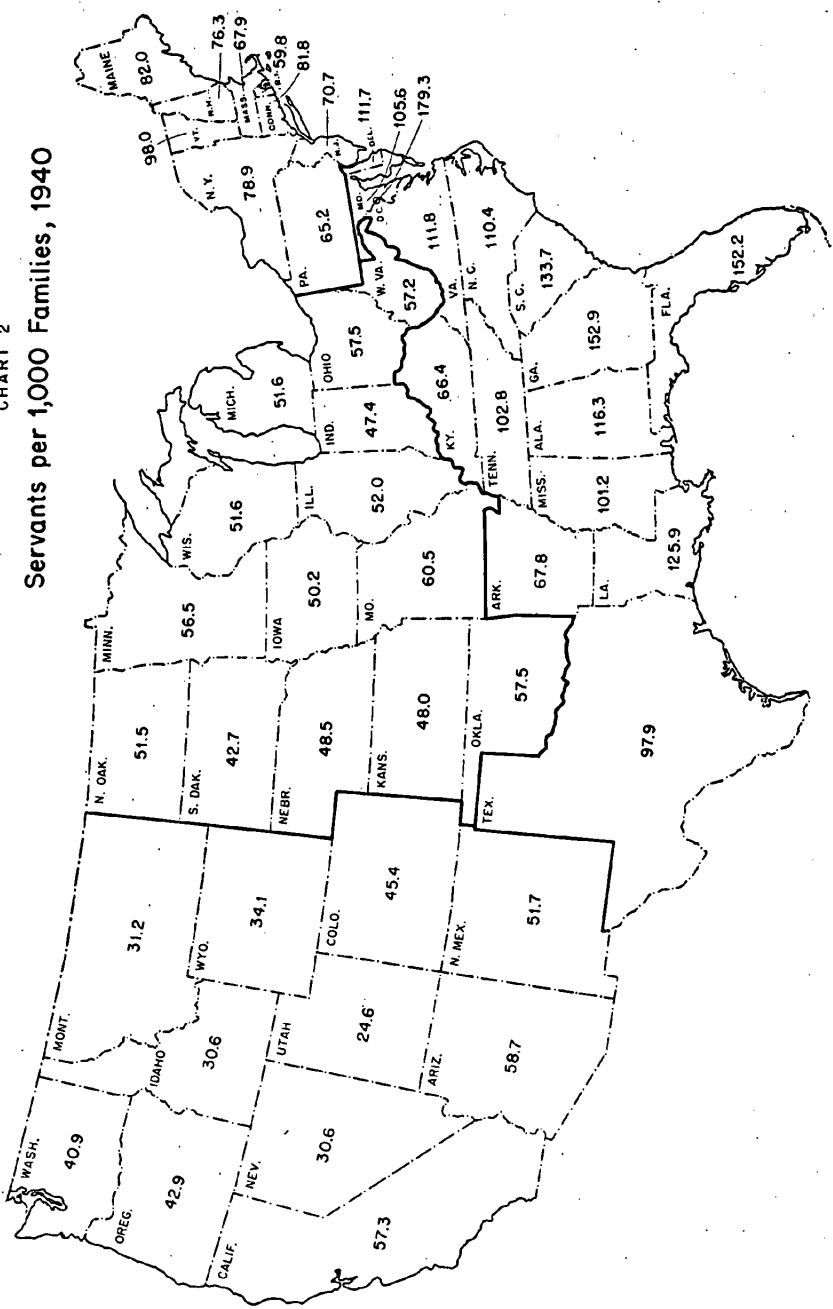 CHART 2
Servants per 1,000 Families, 1940
WASH.
40.9
OREG.
42.9
CALIF.
57.3
NEV.
30.6
IDAHO
30.6
MONT.
31.2
WYO.
34.1
UTAH
24.6
COLO.
45.4
ARIZ.
58.7
N. MEX.
51.7
N. OAK.
51.5
S. DAK.
42.7
NEBR.
48.5
KANS.
48.0
OKLA.
57.5
TEX.
97.9
MINN.
56.5
IOWA
50.2
MO.
60.5
ARK.
67.8
LA.
125.9
WIS.
51.6
ILL.
52.0
MICH.
51.6
IND.
47.4
OHIO
57.5
KY.
66.4
TENN.
102.8
MISS.
101.2
ALA.
116.3
GA.
152.9
FLA.
152.2
S. C.
133.7
N. C.
110.4
VA.
111.8
W. VA.
57.2
PA.
65.2
N. Y.
78.9
VT.
98.0
N.H.
76.3
MAINE
82.0
MASS.
67.9
R.I.
59.8
CONN.
81.8
N.J.
70.7
DEL.
111.7
MD.
105.6
D.C.
179.3